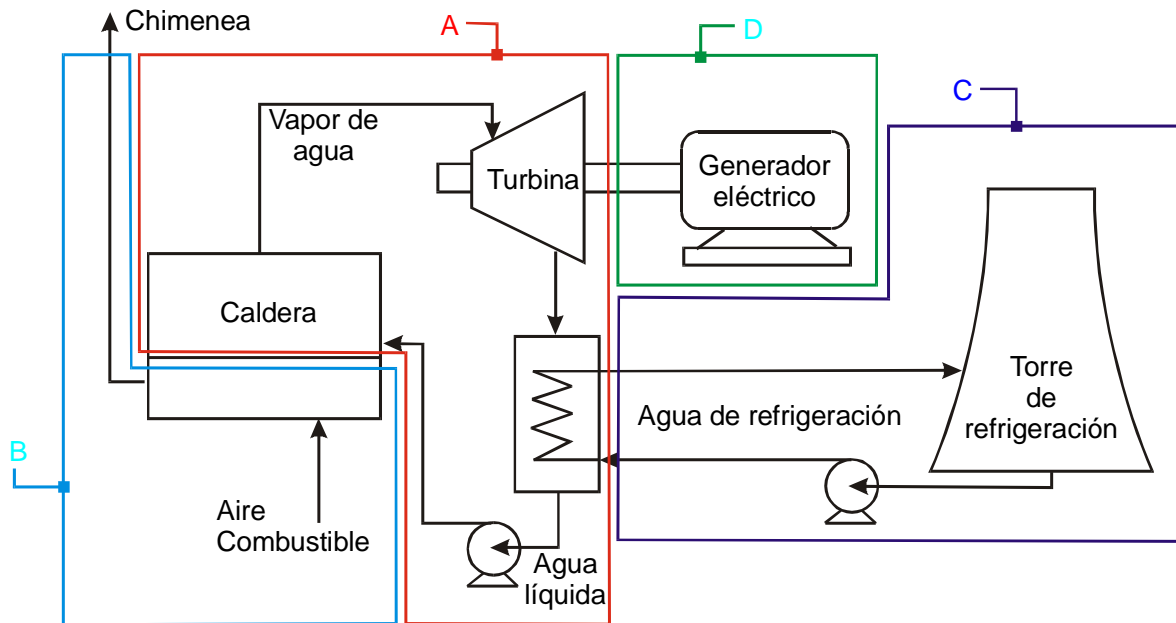 Chimenea
A
D
C
Vapor de
agua
Turbina
Generador
eléctrico
Caldera
Torre
de
refrigeración
Agua de refrigeración
B
Aire
Combustible
Agua
líquida